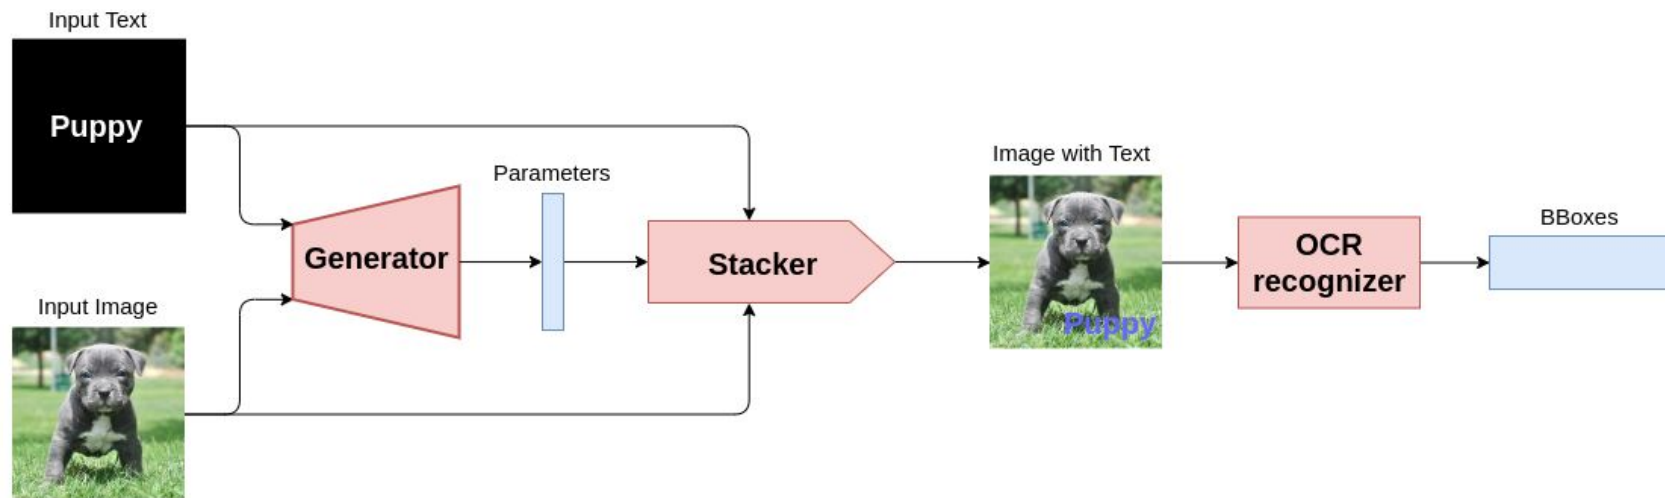 Input Text
Puppy
Input Image
Generator
Parameters
Stacker
Image with Text
Puppy
OCR
recognizer
BBoxes